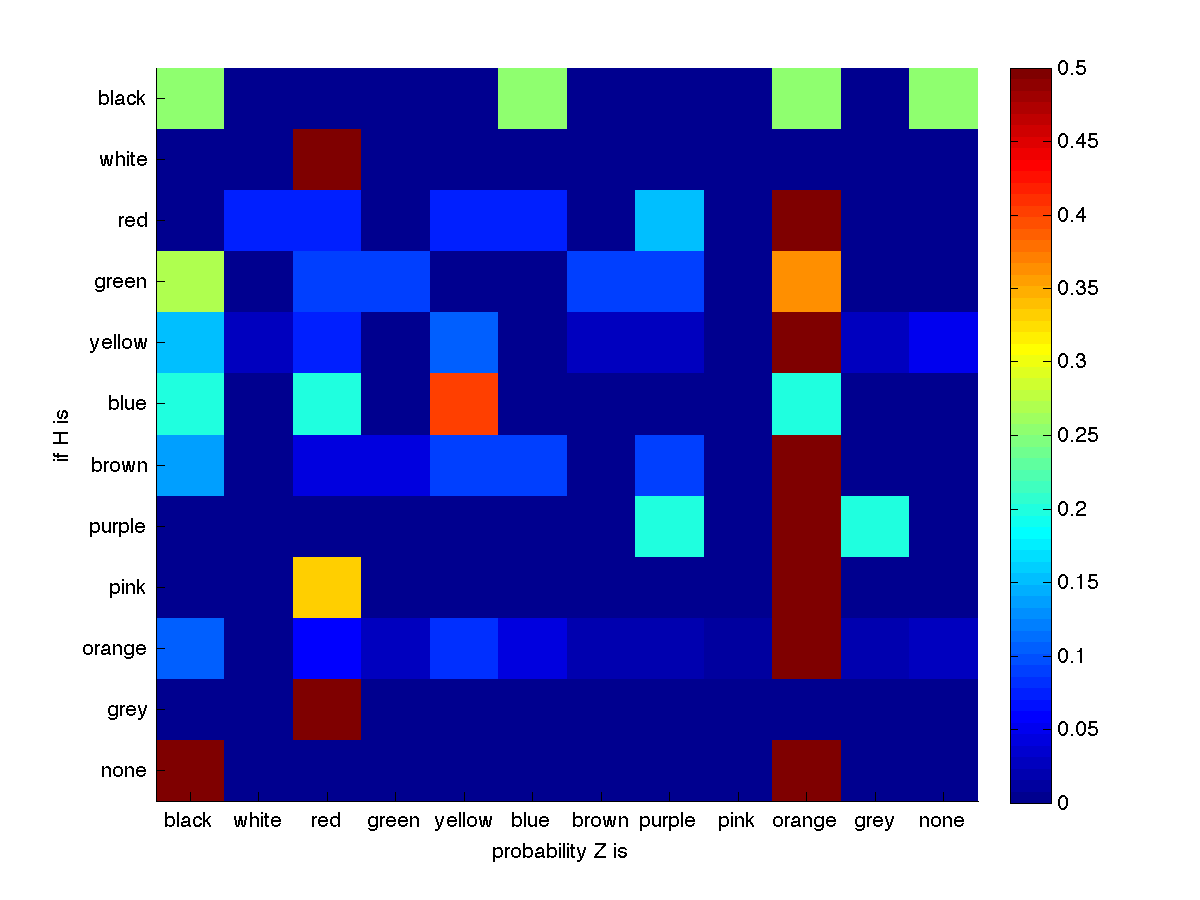 black
white
red
green
yellow
blue
brown
purple
pink
orange
grey
none
if H is
black white red green yellow blue brown purple pink orange grey none
probability Z is
0.5
0.45
0.4
0.35
0.3
0.25
0.2
0.15
0.1
0.05
0